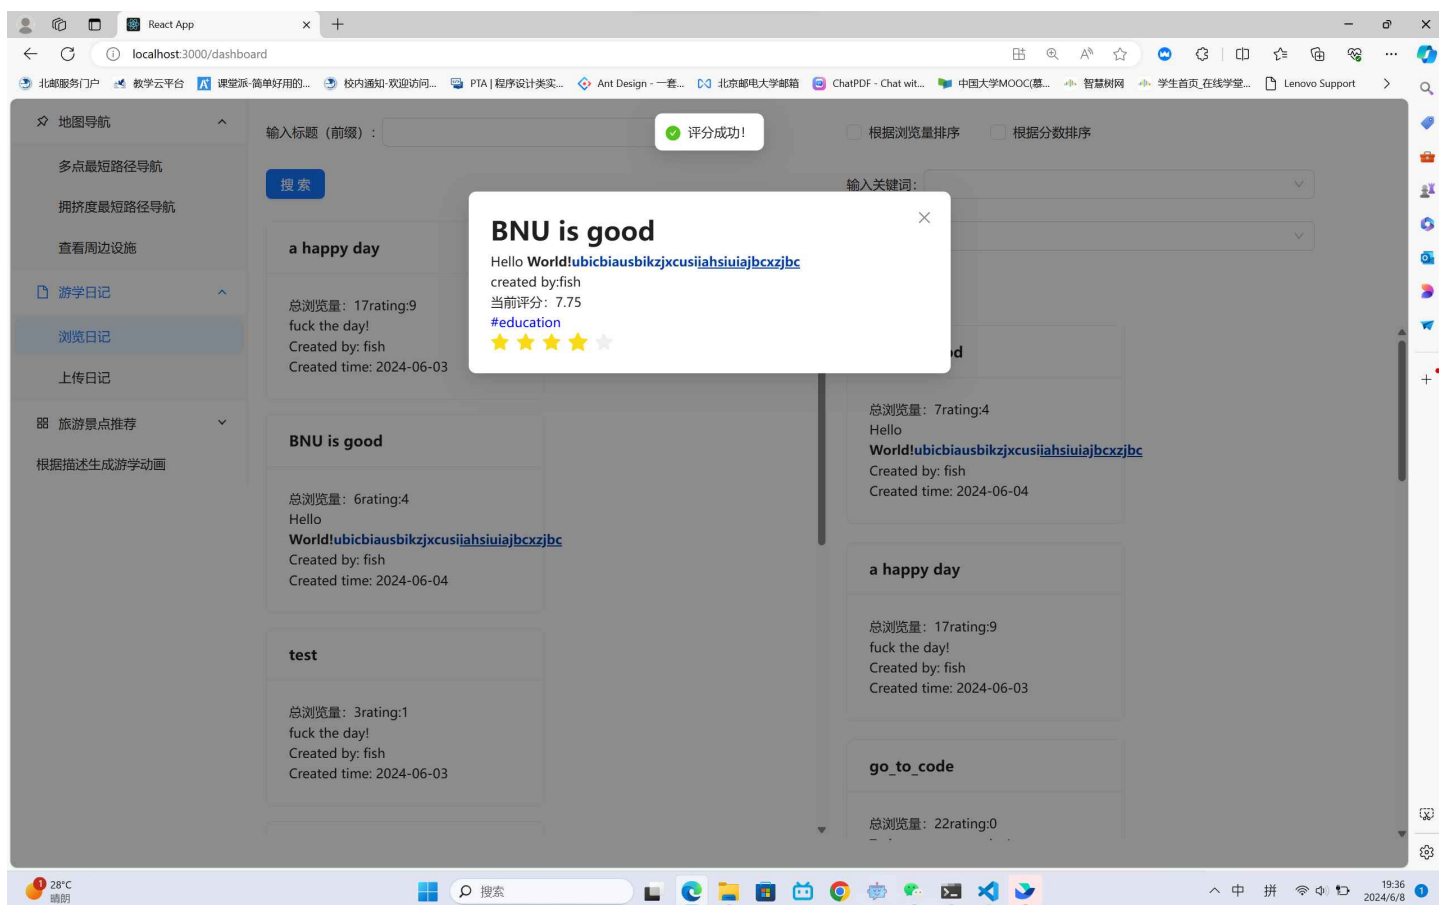 React App
localhost:3000/dashboard
北邮服务门户
教学云平台
课堂派-简单好用的...
校内通知-欢迎访问...
PTA | 程序设计类实...
Ant Design - 一套...
北京邮电大学邮箱
ChatPDF - Chat wit...
中国大学MOOC(慕...
智慧树网
学生首页_在线学堂...
Lenovo Support
地图导航
多点最短路径导航
拥挤度最短路径导航
查看周边设施
游学日记
浏览日记
上传日记
旅游景点推荐
根据描述生成游学动画
输入标题（前缀）:
评分成功！
根据浏览量排序
根据分数排序
搜 索
输入关键词:
BNU is good
Hello World!ubicbiausbikzjxcusiiahsiuiajbcxzjbc
created by:fish
当前评分：7.75
#education
a happy day
总浏览量：17rating:9
fuck the day!
Created by: fish
Created time: 2024-06-03
BNU is good
总浏览量：6rating:4
Hello
World!ubicbiausbikzjxcusiiahsiuiajbcxzjbc
Created by: fish
Created time: 2024-06-04
test
总浏览量：3rating:1
fuck the day!
Created by: fish
Created time: 2024-06-03
总浏览量：7rating:4
Hello
World!ubicbiausbikzjxcusiiahsiuiajbcxzjbc
Created by: fish
Created time: 2024-06-04
a happy day
总浏览量：17rating:9
fuck the day!
Created by: fish
Created time: 2024-06-03
go_to_code
总浏览量：22rating:0
1
28°C
晴朗
搜索
中
拼
19:36
2024/6/8
1